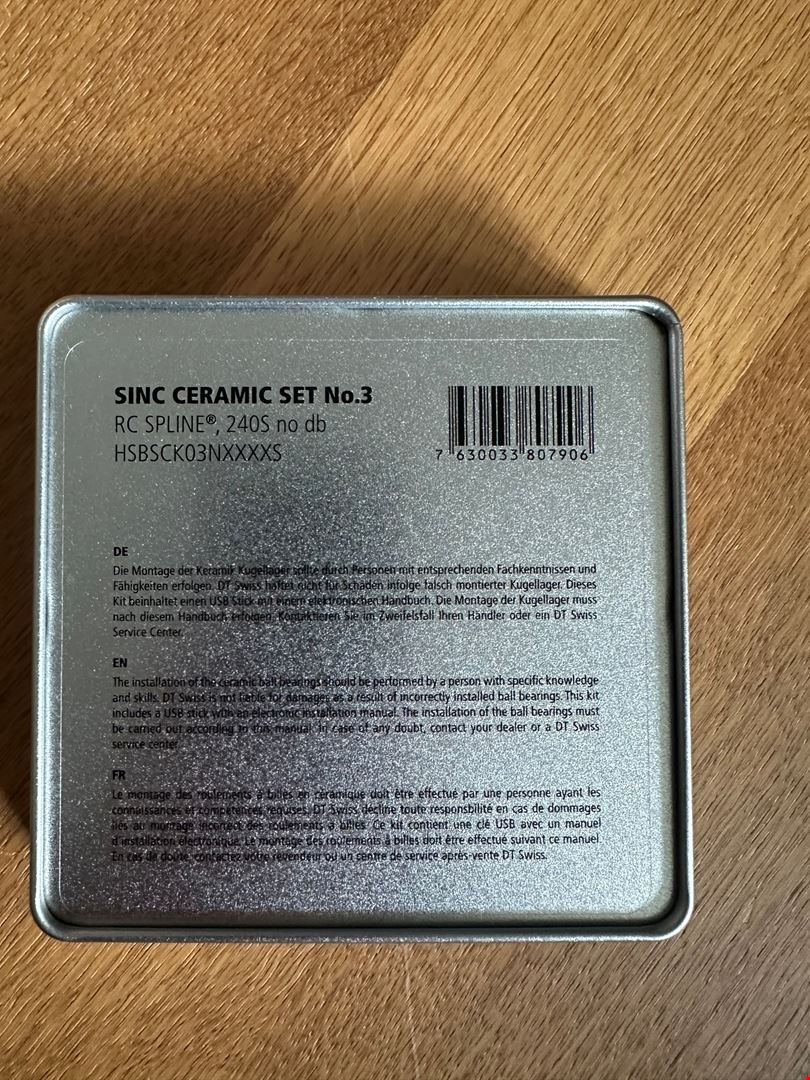 SINC CERAMIC SET No.3
RC SPLINE®, 240S no db
HSBSCK03NXXXXS
7 630033 807906
DE
Die Montage der Keramik Kugellager sollte durch Personen mit entsprechenden Fachkenntnissen und
Fähigkeiten erfolgen. DT Swiss haftet nicht für Schäden infolge falsch montierter Kugellager. Dieses
Kit beinhaltet einen USB Stick mit einem elektronischen Handbuch. Die Montage der Kugellager muss
nach diesem Handbuch erfolgen. Kontaktieren Sie im Zweifelsfall Ihren Händler oder ein DT Swiss
Service Center.
EN
The installation of the ceramic ball bearings should be performed by a person with specific knowledge
and skills. DT Swiss is not liable for damages as a result of incorrectly installed ball bearings. This kit
includes a USB stick with an electronic installation manual. The installation of the ball bearings must
be carried out according to this manual. In case of any doubt, contact your dealer or a DT Swiss
service center.
FR
Le montage des roulements à billes en céramique doit être effectué par une personne ayant les
connaissances et compétences requises. DT Swiss décline toute responsbilité en cas de dommages
liés au montage incorrect des roulements à billes. Ce kit contient une clé USB avec un manuel
d'installation électronique. Le montage des roulements à billes doit être effectué suivant ce manuel.
En cas de doute, contactez votre revendeur ou un centre de service après-vente DT Swiss.